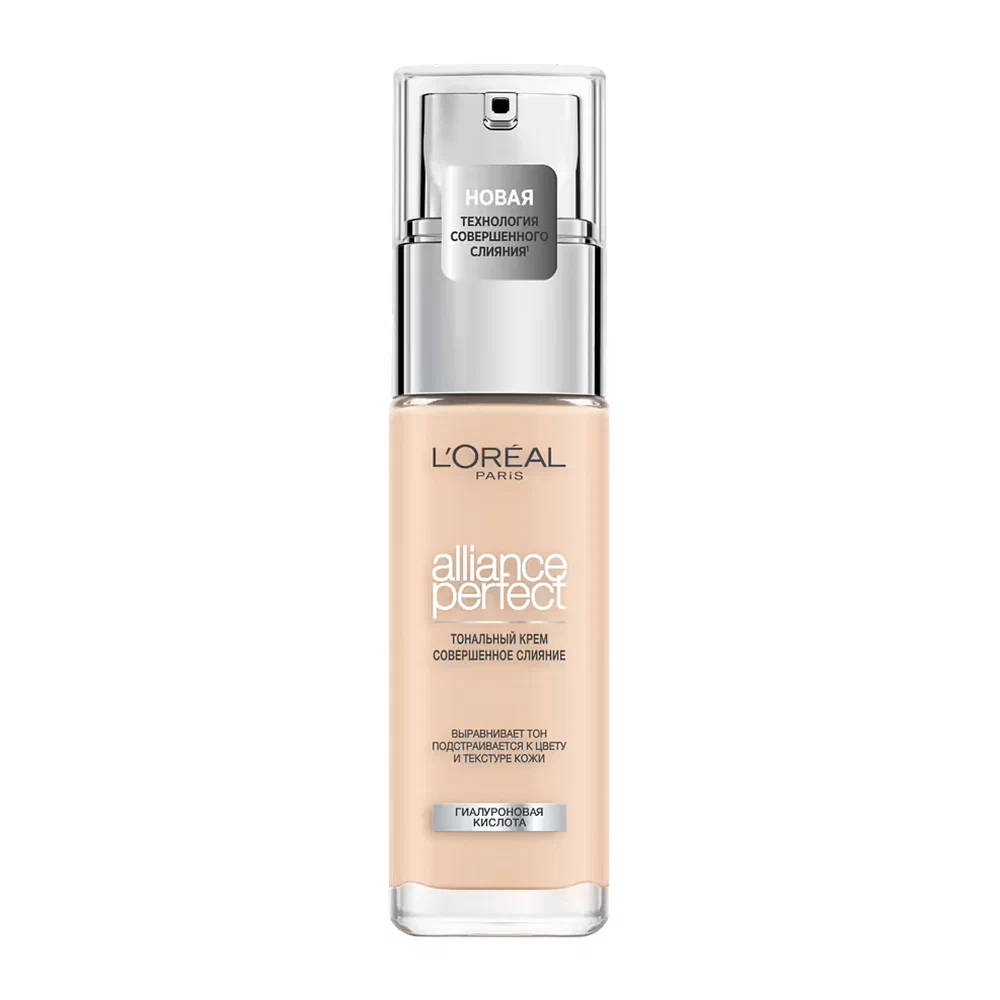 НОВАЯ
ТЕХНОЛОГИЯ
СОВЕРШЕННОГО
СЛИЯНИЯ¹
L'ORÉAL
PARIS
alliance
perfect
ТОНАЛЬНЫЙ КРЕМ
СОВЕРШЕННОЕ СЛИЯНИЕ
ВЫРАВНИВАЕТ ТОН
ПОДСТРАИВАЕТСЯ К ЦВЕТУ
И ТЕКСТУРЕ КОЖИ
ГИАЛУРОНОВАЯ
КИСЛОТА